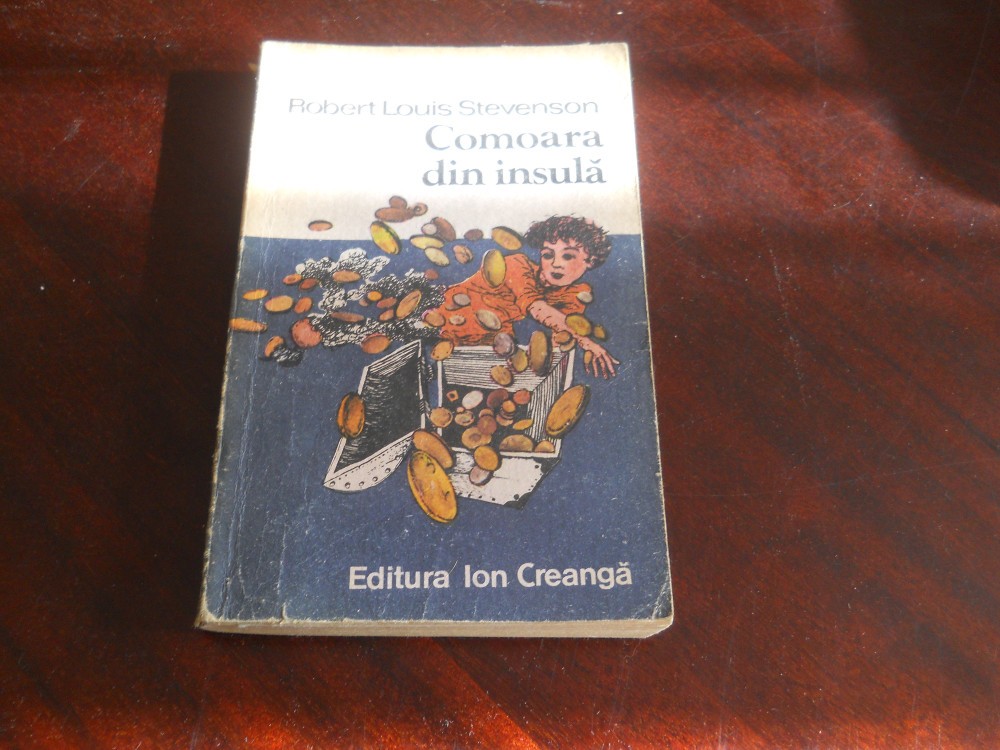 Robert Louis Stevenson
Comoara
din insulă
Editura Ion Creangă